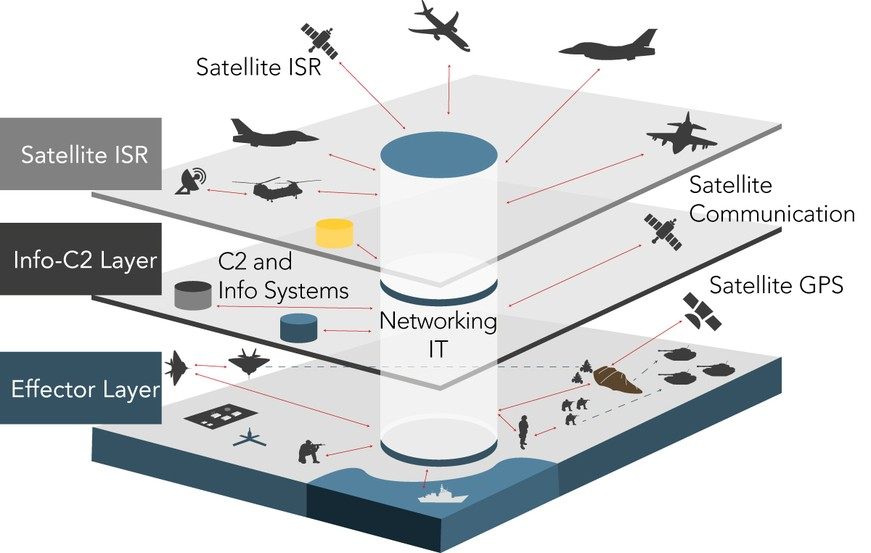 Satellite ISR
Satellite ISR
Satellite
Communication
Info-C2 Layer
C2 and
Info Systems
Satellite GPS
Networking
IT
Effector Layer